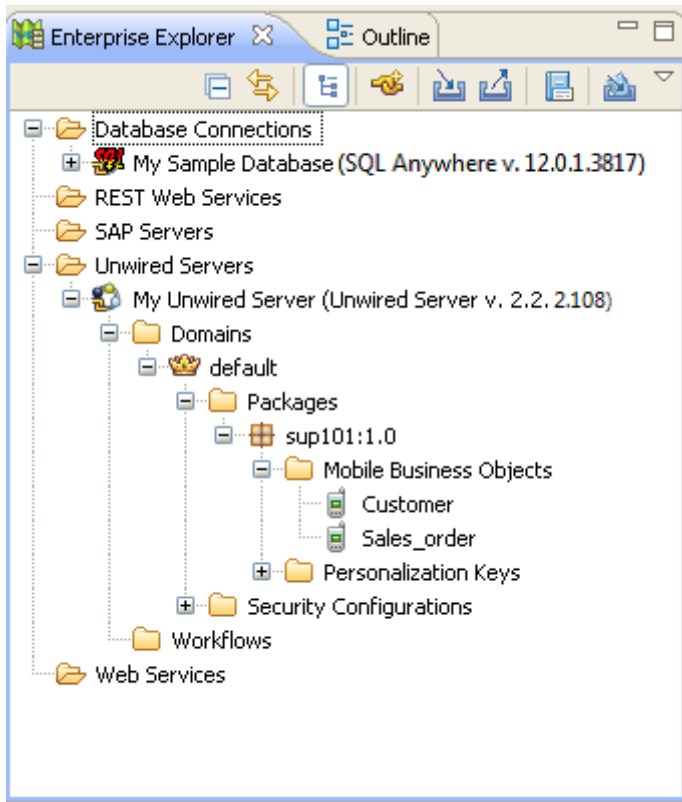 Enterprise Explorer Outline
Database Connections
My Sample Database (SQL Anywhere v. 12.0.1.3817)
REST Web Services
SAP Servers
Unwired Servers
My Unwired Server (Unwired Server v. 2.2. 2.108)
Domains
default
Packages
sup101:1.0
Mobile Business Objects
Customer
Sales_order
Personalization Keys
Security Configurations
Workflows
Web Services